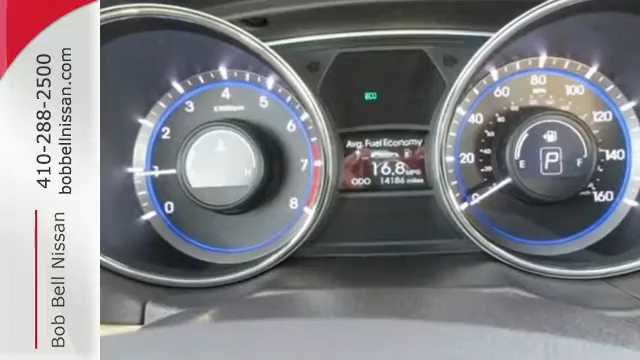 410-288-2500
bobbellnissan.com
Bob Bell Nissan
0
1
2
3
4
5
6
7
8
X1000rpm
H
ECO
Avg. Fuel Economy
16.8 MPG
ODO 14186 miles
0
20
40
60
80
100
120
140
160
MPH
E
F
P